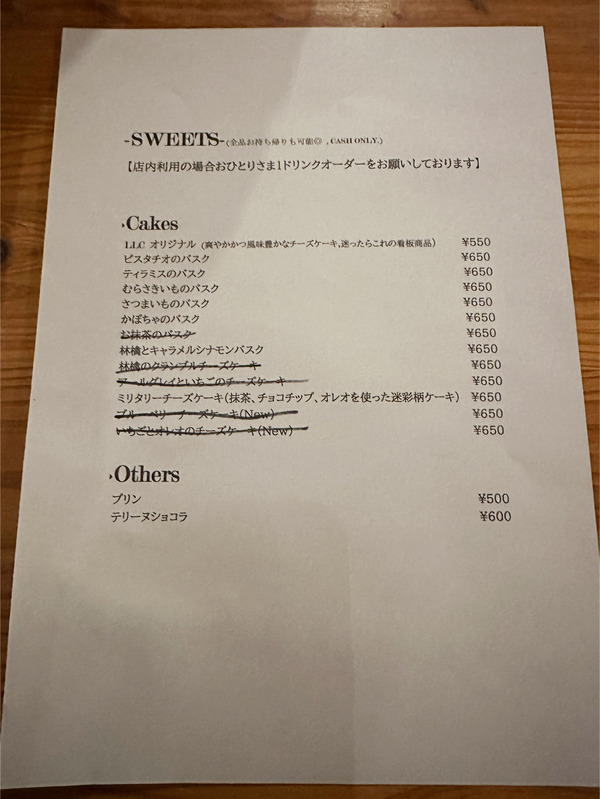 -SWEETS-(全品お持ち帰りも可能◎ , CASH ONLY.)
【店内利用の場合おひとりさま1ドリンクオーダーをお願いしております】
›Cakes
LLC オリジナル (爽やかかつ風味豊かなチーズケーキ,迷ったらこれの看板商品) ¥550
ピスタチオのバスク ¥650
ティラミスのバスク ¥650
むらさきいものバスク ¥650
さつまいものバスク ¥650
かぼちゃのバスク ¥650
お抹茶のバスク ¥650
林檎とキャラメルシナモンバスク ¥650
林檎のクランブルチーズケーキ ¥650
アールグレイといちごのチーズケーキ ¥650
ミリタリーチーズケーキ(抹茶、チョコチップ、オレオを使った迷彩柄ケーキ) ¥650
ブルーベリーチーズケーキ(New) ¥650
いちごとオレオのチーズケーキ(New) ¥650
›Others
プリン ¥500
テリーヌショコラ ¥600